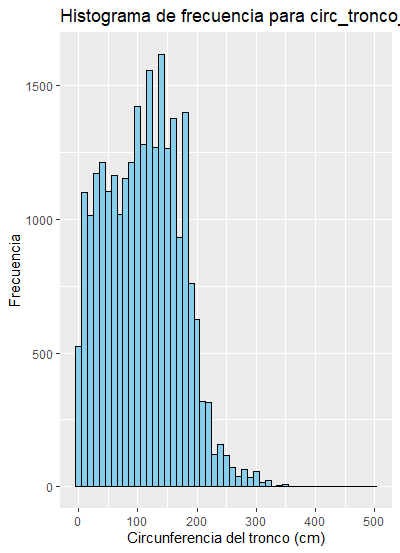 Histograma de frecuencia para circ_tronco_
Frecuencia
1500
1000
500
0
0 100 200 300 400 500
Circunferencia del tronco (cm)